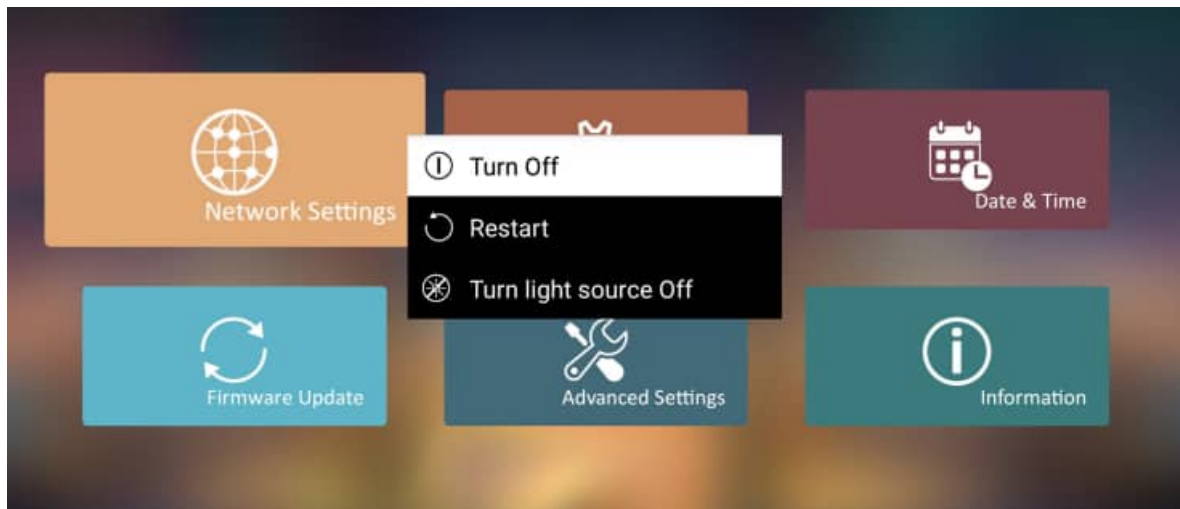 Network Settings
Date & Time
Turn Off
Restart
Turn light source Off
Firmware Update
Advanced Settings
Information